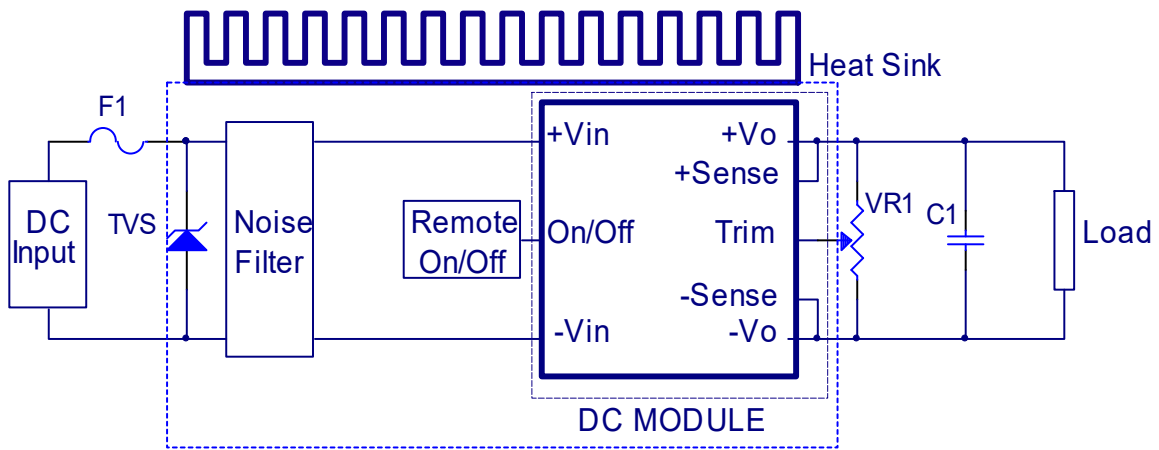 Heat Sink
F1
+Vin
+Vo
+Sense
DC
Input
TVS
Noise
Filter
Remote
On/Off
On/Off
Trim
VR1
C1
Load
-Sense
-Vin
-Vo
DC MODULE